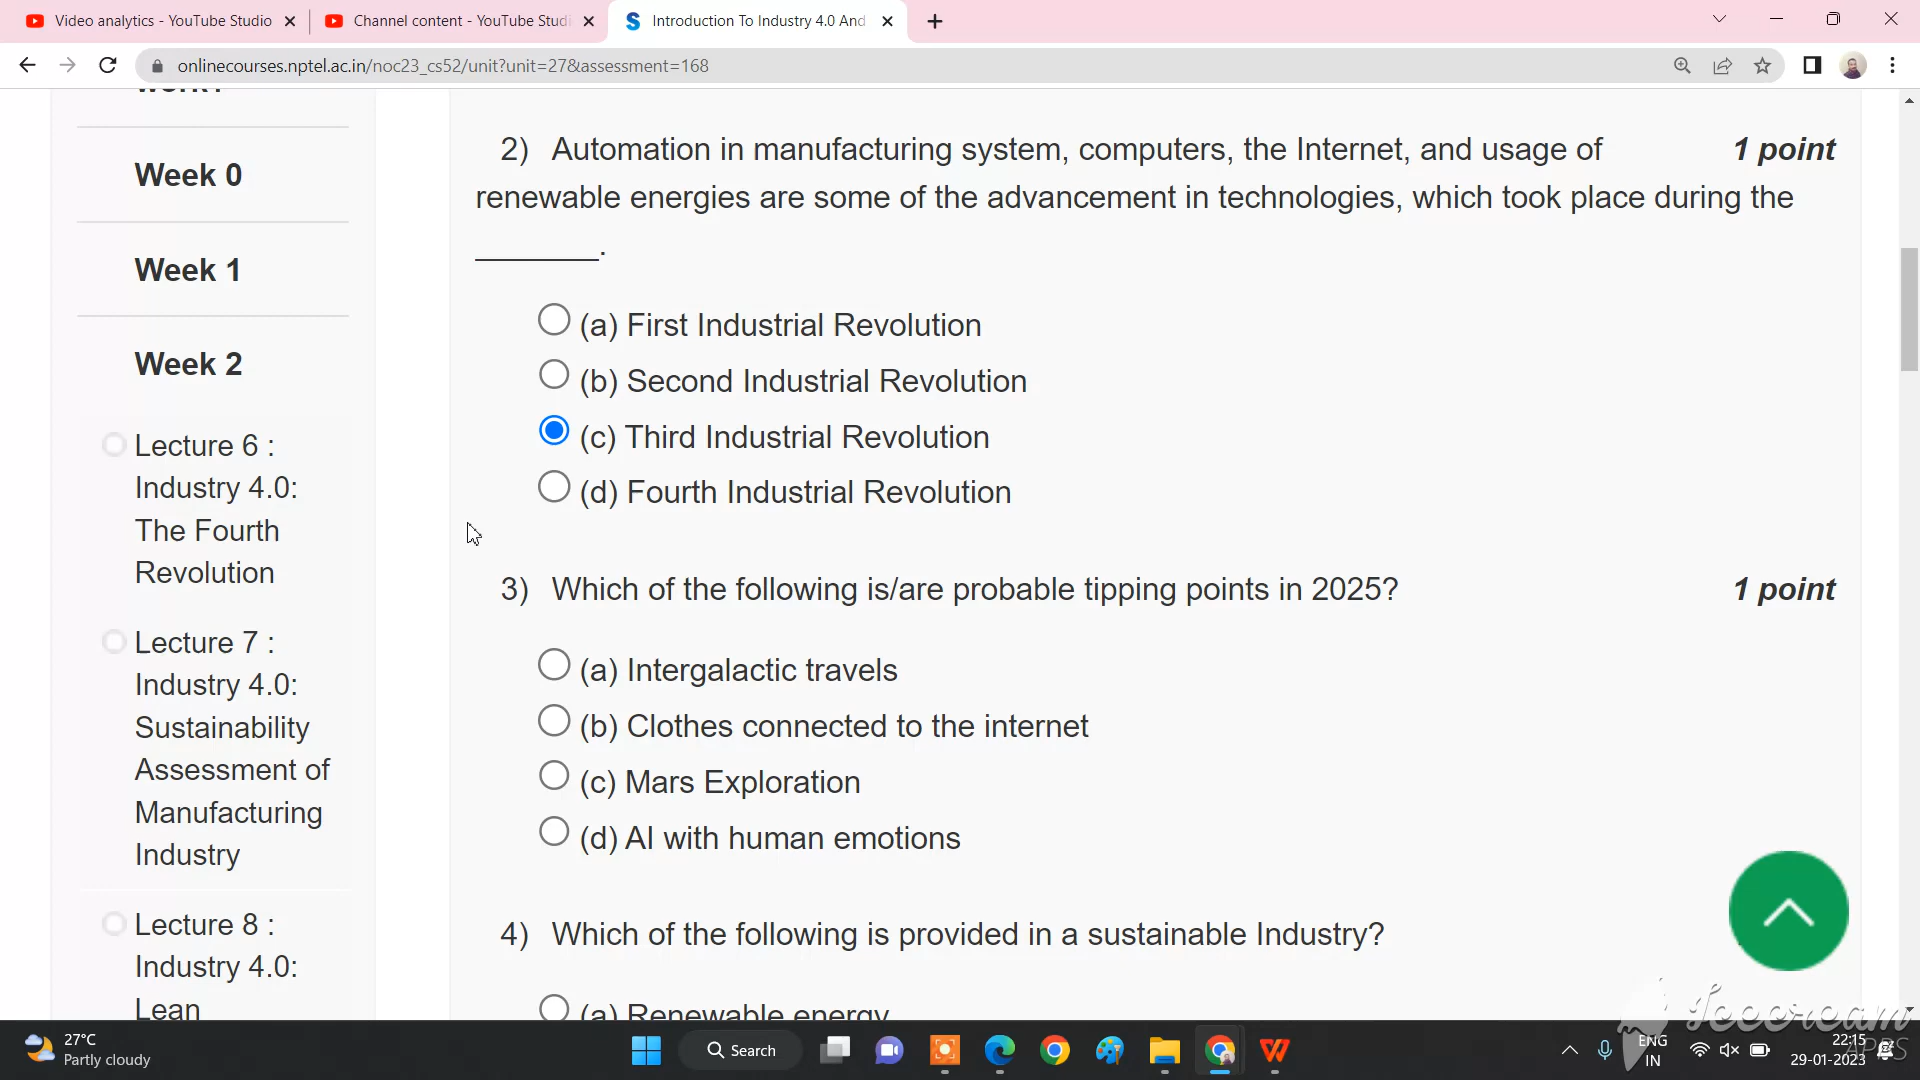 Video analytics - YouTube Studio
Channel content - YouTube Studi
Introduction To Industry 4.0 And
onlinecourses.nptel.ac.in/noc23_cs52/unit?unit=27&assessment=168
Week 0
Week 1
Week 2
Lecture 6 :
Industry 4.0:
The Fourth
Revolution
Lecture 7 :
Industry 4.0:
Sustainability
Assessment of
Manufacturing
Industry
Lecture 8 :
Industry 4.0:
Lean
2) Automation in manufacturing system, computers, the Internet, and usage of 1 point
renewable energies are some of the advancement in technologies, which took place during the
_______.
(a) First Industrial Revolution
(b) Second Industrial Revolution
(c) Third Industrial Revolution
(d) Fourth Industrial Revolution
3) Which of the following is/are probable tipping points in 2025? 1 point
(a) Intergalactic travels
(b) Clothes connected to the internet
(c) Mars Exploration
(d) AI with human emotions
4) Which of the following is provided in a sustainable Industry?
(a) Renewable energy
Icecream
APPS
27°C
Partly cloudy
Search
ENG
IN
22:15
29-01-2023